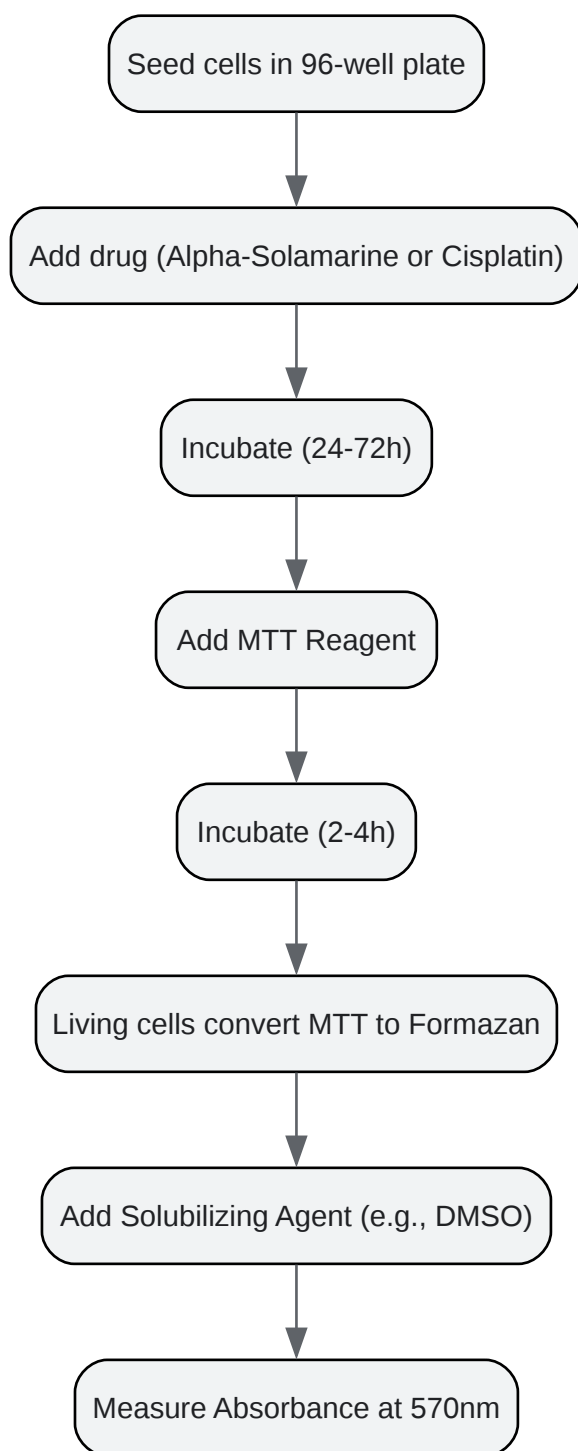 Seed cells in 96-well plate
Add drug (Alpha-Solamarine or Cisplatin)
Incubate (24-72h)
Add MTT Reagent
Incubate (2-4h)
Living cells convert MTT to Formazan
Add Solubilizing Agent (e.g., DMSO)
Measure Absorbance at 570nm